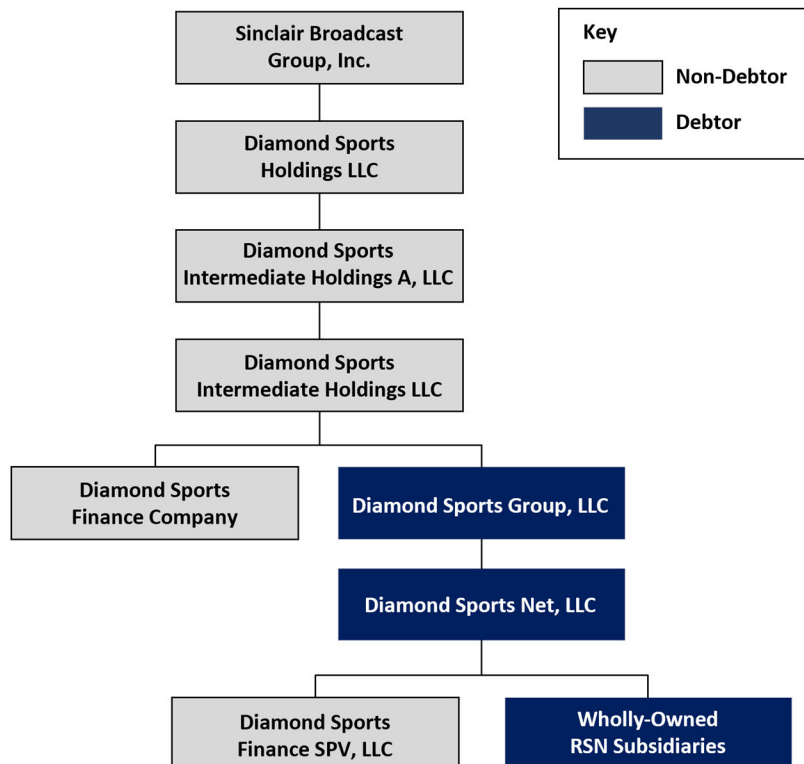 Sinclair Broadcast
Group, Inc.
Key
Non-Debtor
Debtor
Diamond Sports
Holdings LLC
Diamond Sports
Intermediate Holdings A, LLC
Diamond Sports
Intermediate Holdings LLC
Diamond Sports
Finance Company
Diamond Sports Group, LLC
Diamond Sports Net, LLC
Diamond Sports
Finance SPV, LLC
Wholly-Owned
RSN Subsidiaries